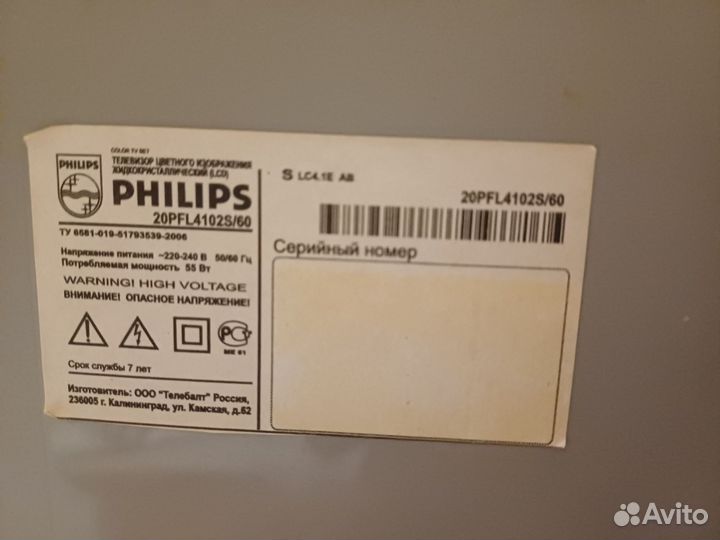 COLOR TV SET
ТЕЛЕВИЗОР ЦВЕТНОГО ИЗОБРАЖЕНИЯ
ЖИДКОКРИСТАЛЛИЧЕСКИЙ (LCD)
PHILIPS
PHILIPS
20PFL4102S/60
ТУ 6581-019-51793539-2006
Напряжение питания ~220-240 В 50/60 Гц
Потребляемая мощность 55 Вт
WARNING! HIGH VOLTAGE
ВНИМАНИЕ! ОПАСНОЕ НАПРЯЖЕНИЕ!
МЕ 61
Срок службы 7 лет
Изготовитель: ООО "Телебалт" Россия,
236005 г. Калининград, ул. Камская, д.62
S LC4.1E AB
20PFL4102S/60
Серийный номер
Avito